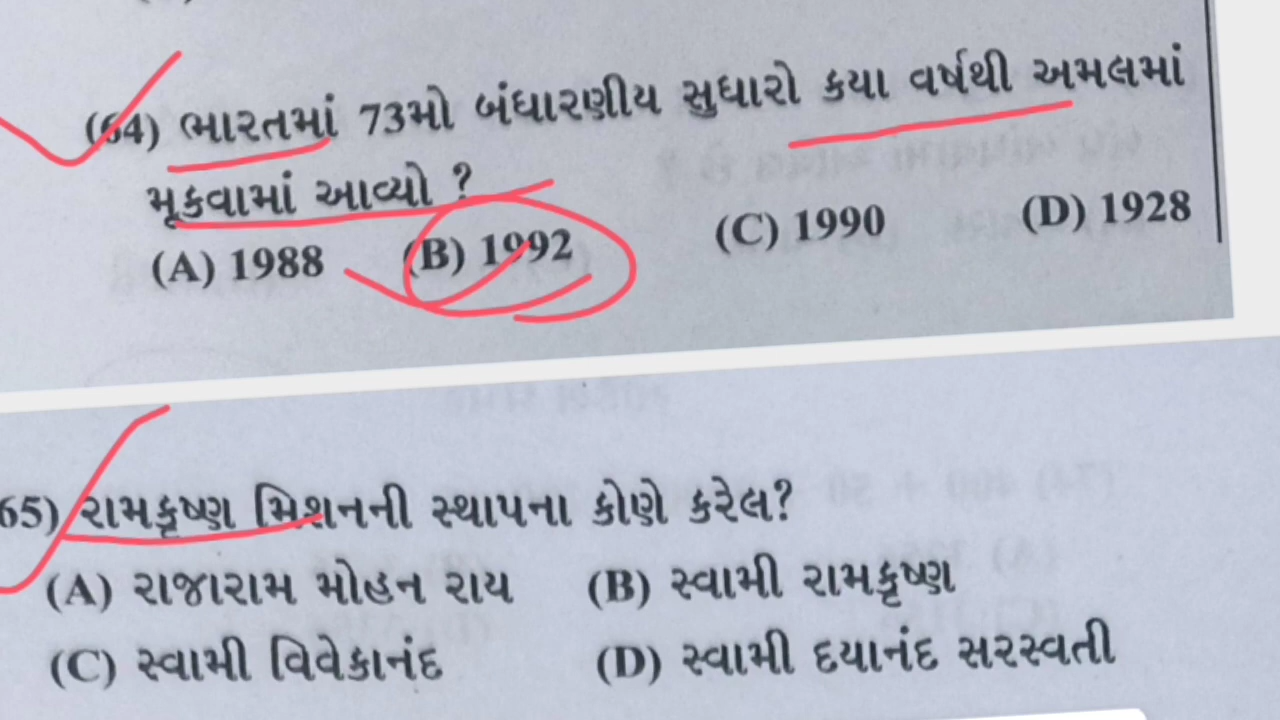 (64) ભારતમાં 73મો બંધારણીય સુધારો કયા વર્ષથી અમલમાં
મૂકવામાં આવ્યો ?
(A) 1988 (B) 1992 (C) 1990 (D) 1928
65) રામકૃષ્ણ મિશનની સ્થાપના કોણે કરેલ?
(A) રાજારામ મોહન રાય (B) સ્વામી રામકૃષ્ણ
(C) સ્વામી વિવેકાનંદ (D) સ્વામી દયાનંદ સરસ્વતી